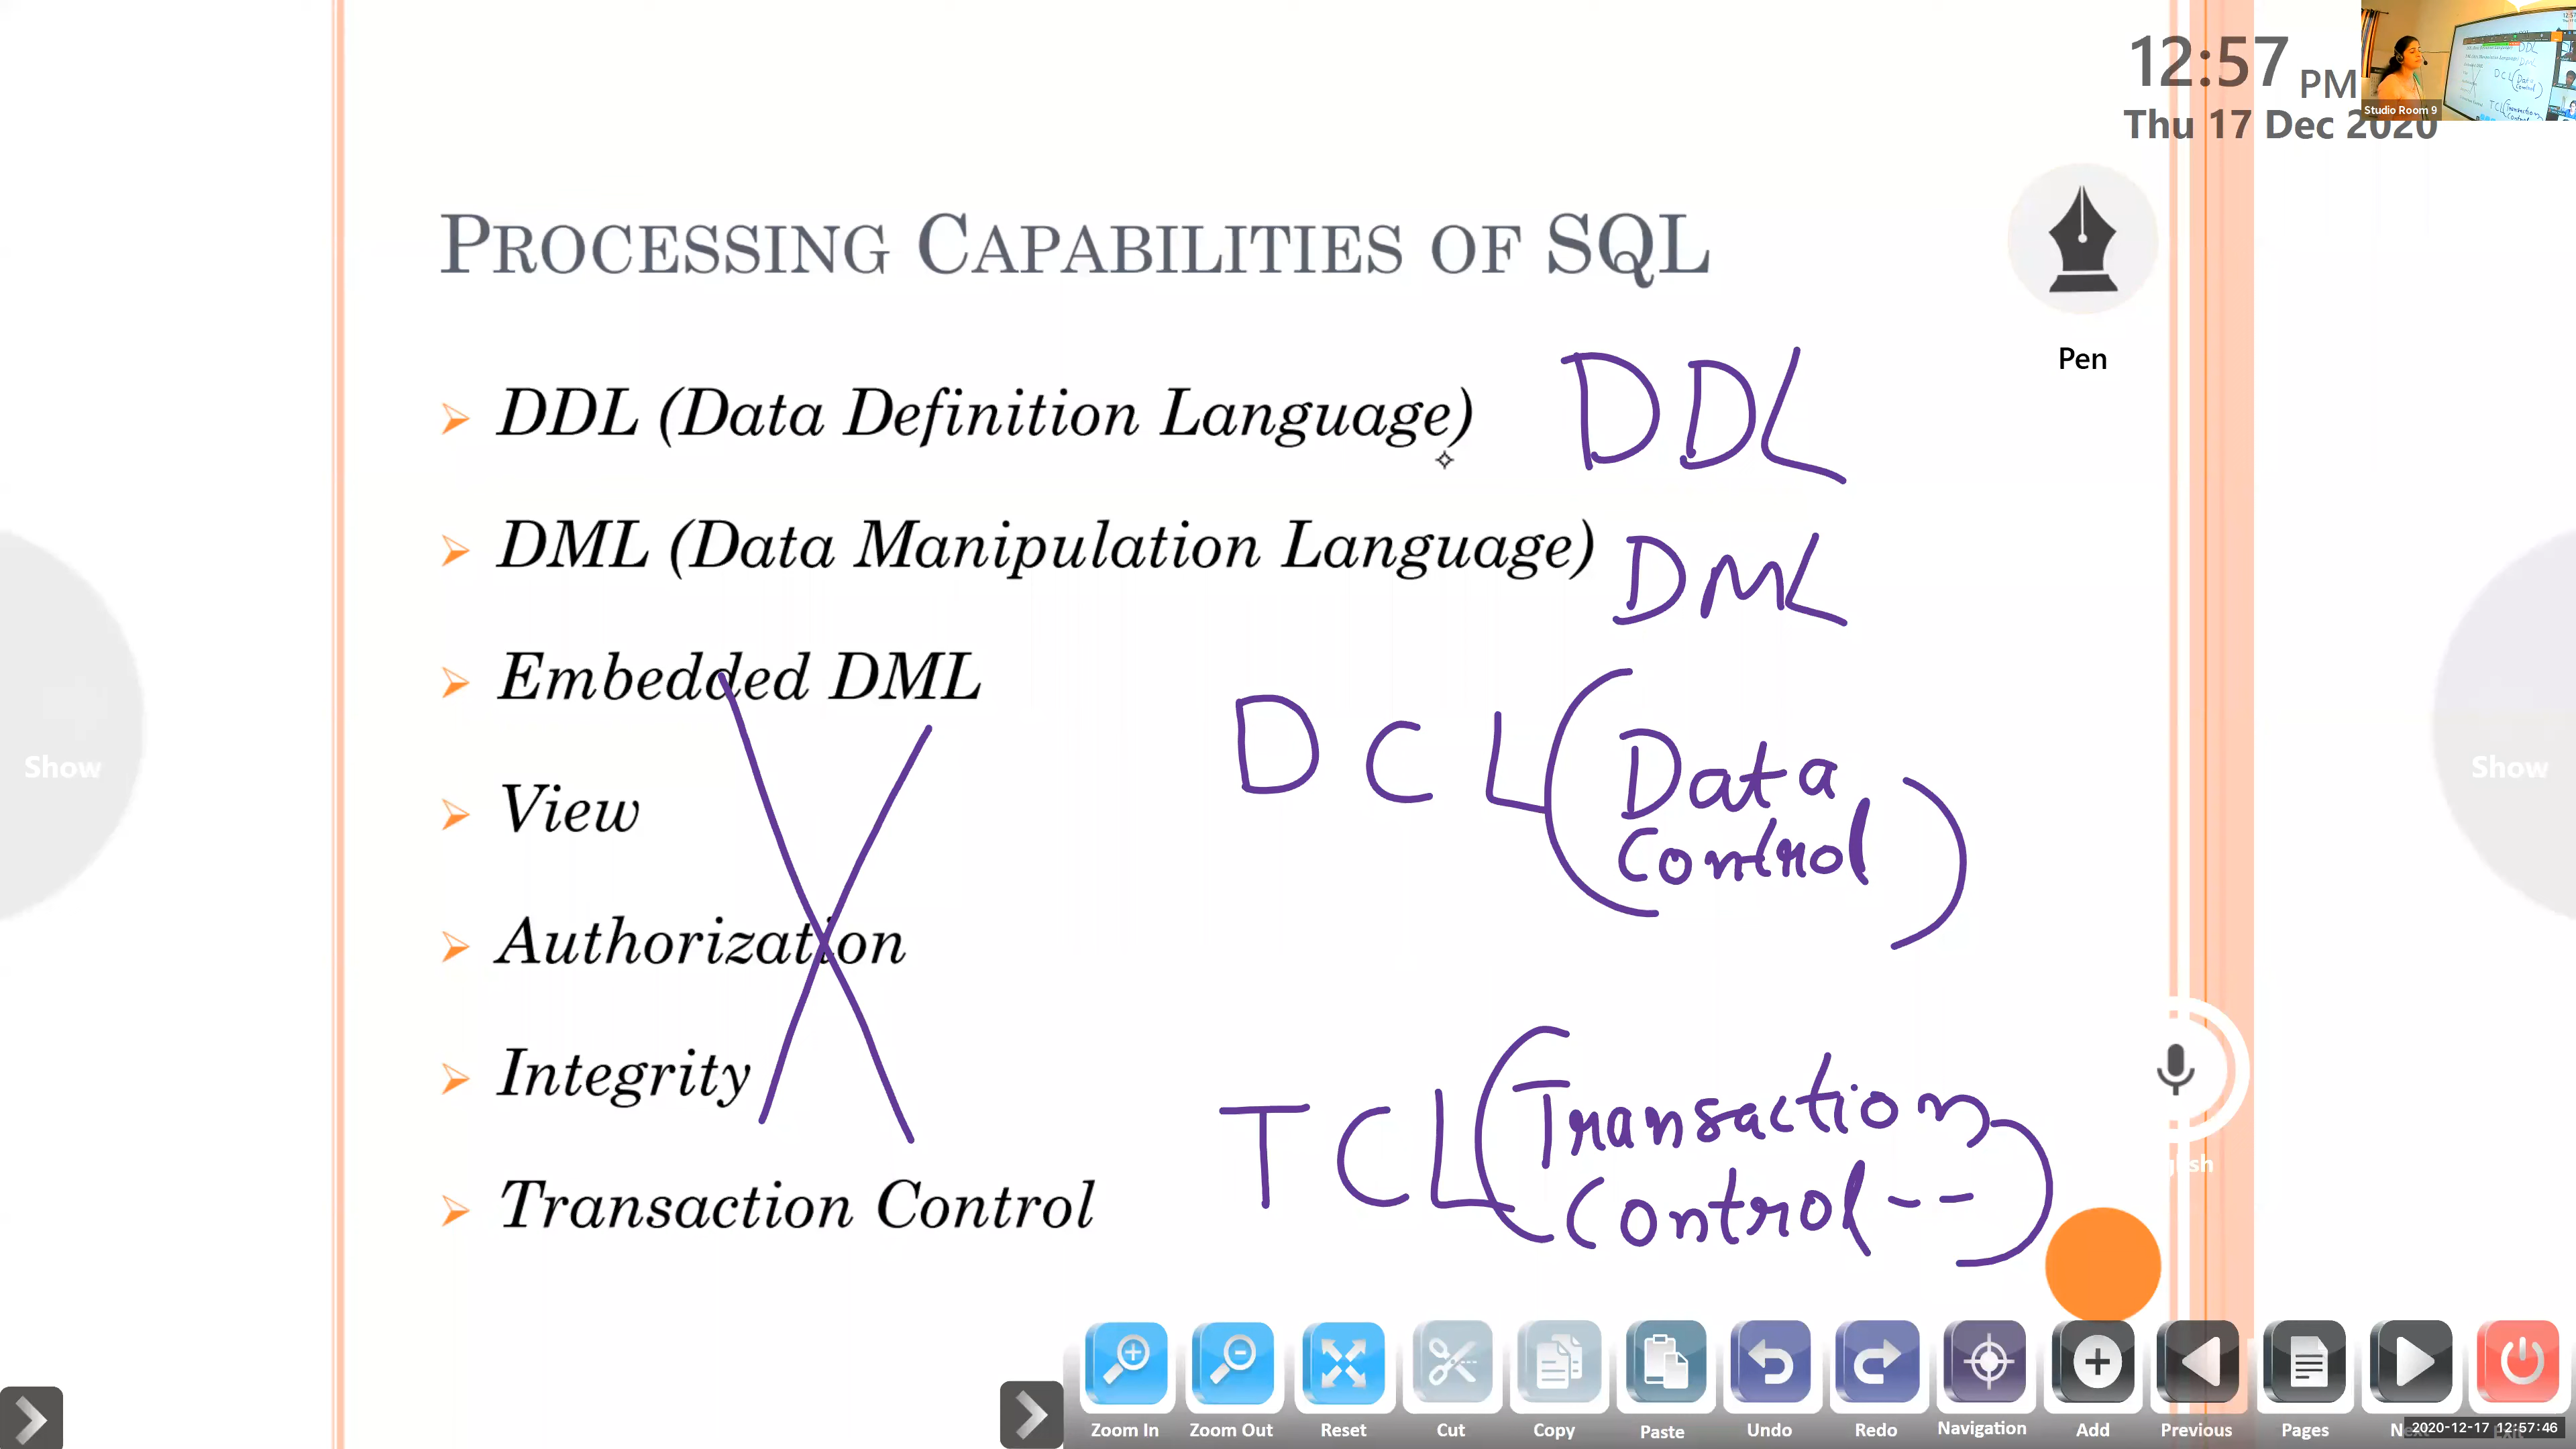 12:57 PM
Thu 17 Dec 2020
Studio Room 9
PROCESSING CAPABILITIES OF SQL
Pen
DDL (Data Definition Language)
DDL
DML (Data Manipulation Language)
DML
Embedded DML
DCL (Data
Control)
Show
Show
View
Authorization
Integrity
TCL (Transaction
Control --)
Transaction Control
Zoom In
Zoom Out
Reset
Cut
Copy
Paste
Undo
Redo
Navigation
Add
Previous
Pages
2020-12-17 12:57:46